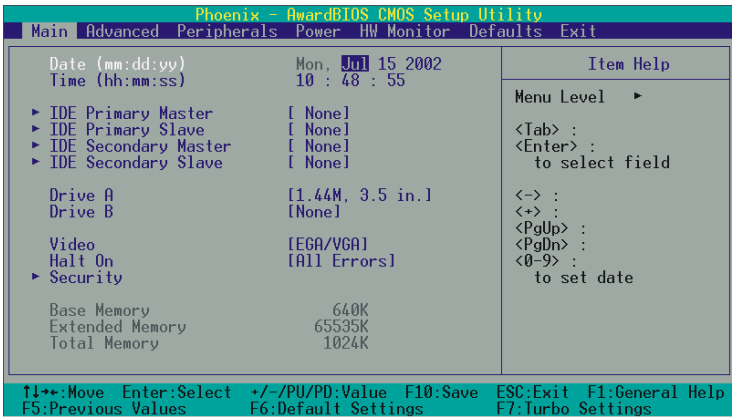 Phoenix - AwardBIOS CMOS Setup Utility
Main Advanced Peripherals Power HW Monitor Defaults Exit
Date (mm:dd:yy) Mon, Jul 15 2002
Time (hh:mm:ss) 10 : 48 : 55
► IDE Primary Master [ None]
► IDE Primary Slave [ None]
► IDE Secondary Master [ None]
► IDE Secondary Slave [ None]
Drive A [1.44M, 3.5 in.]
Drive B [None]
Video [EGA/VGA]
Halt On [All Errors]
► Security
Base Memory 640K
Extended Memory 65535K
Total Memory 1024K
Item Help
Menu Level ►
<Tab> :
<Enter> :
to select field
<-> :
<+> :
<PgUp> :
<PgDn> :
<0-9> :
to set date
↑↓→←:Move Enter:Select +/-/PU/PD:Value F10:Save ESC:Exit F1:General Help
F5:Previous Values F6:Default Settings F7:Turbo Settings